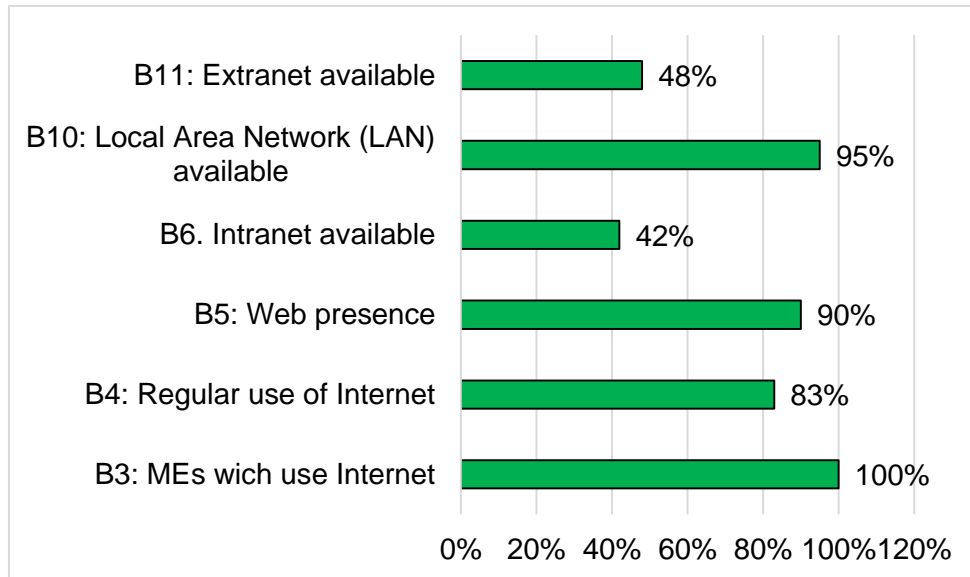 B11: Extranet available
48%
B10: Local Area Network (LAN)
available
95%
B6. Intranet available
42%
B5: Web presence
90%
B4: Regular use of Internet
83%
B3: MEs wich use Internet
100%
0% 20% 40% 60% 80% 100% 120%